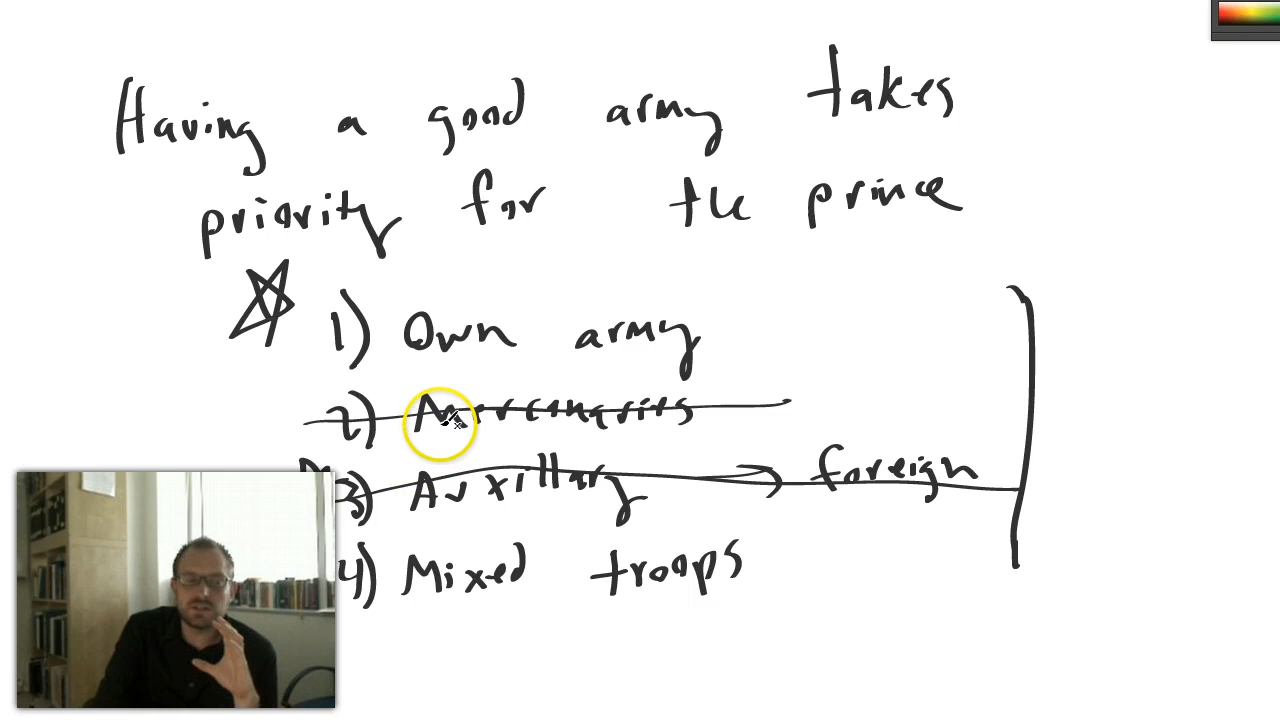 Having a good army takes
priority for the prince
1) Own army
2) Mercenaries
3) Auxillary → foreign
4) Mixed troops